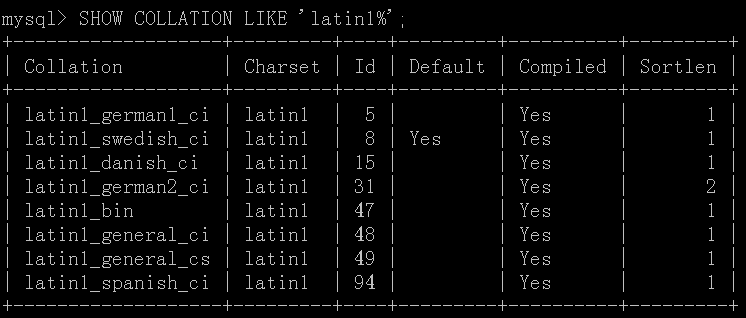 mysql> SHOW COLLATION LIKE 'latin1%';
+-------------------+---------+----+---------+----------+---------+
| Collation         | Charset | Id | Default | Compiled | Sortlen |
+-------------------+---------+----+---------+----------+---------+
| latin1_german1_ci | latin1  |  5 |         | Yes      |       1 |
| latin1_swedish_ci | latin1  |  8 | Yes     | Yes      |       1 |
| latin1_danish_ci  | latin1  | 15 |         | Yes      |       1 |
| latin1_german2_ci | latin1  | 31 |         | Yes      |       2 |
| latin1_bin        | latin1  | 47 |         | Yes      |       1 |
| latin1_general_ci | latin1  | 48 |         | Yes      |       1 |
| latin1_general_cs | latin1  | 49 |         | Yes      |       1 |
| latin1_spanish_ci | latin1  | 94 |         | Yes      |       1 |
+-------------------+---------+----+---------+----------+---------+